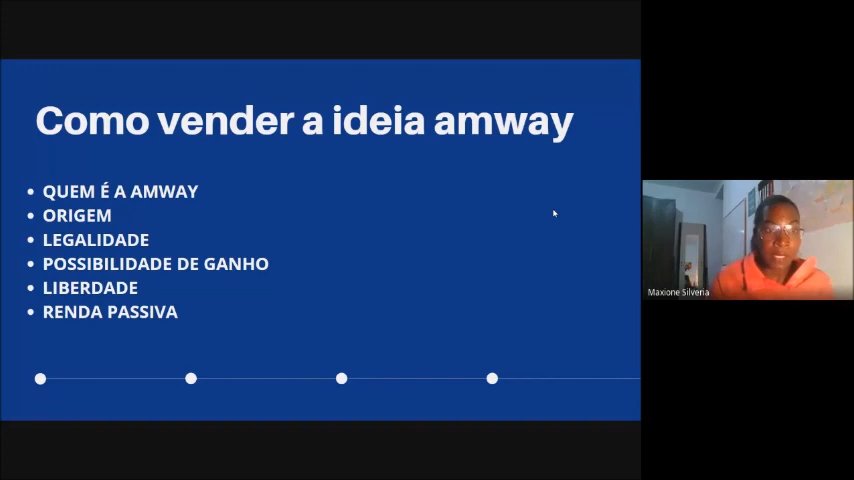 Como vender a ideia amway
• QUEM É A AMWAY
• ORIGEM
• LEGALIDADE
• POSSIBILIDADE DE GANHO
• LIBERDADE
• RENDA PASSIVA
Maxione Silveria